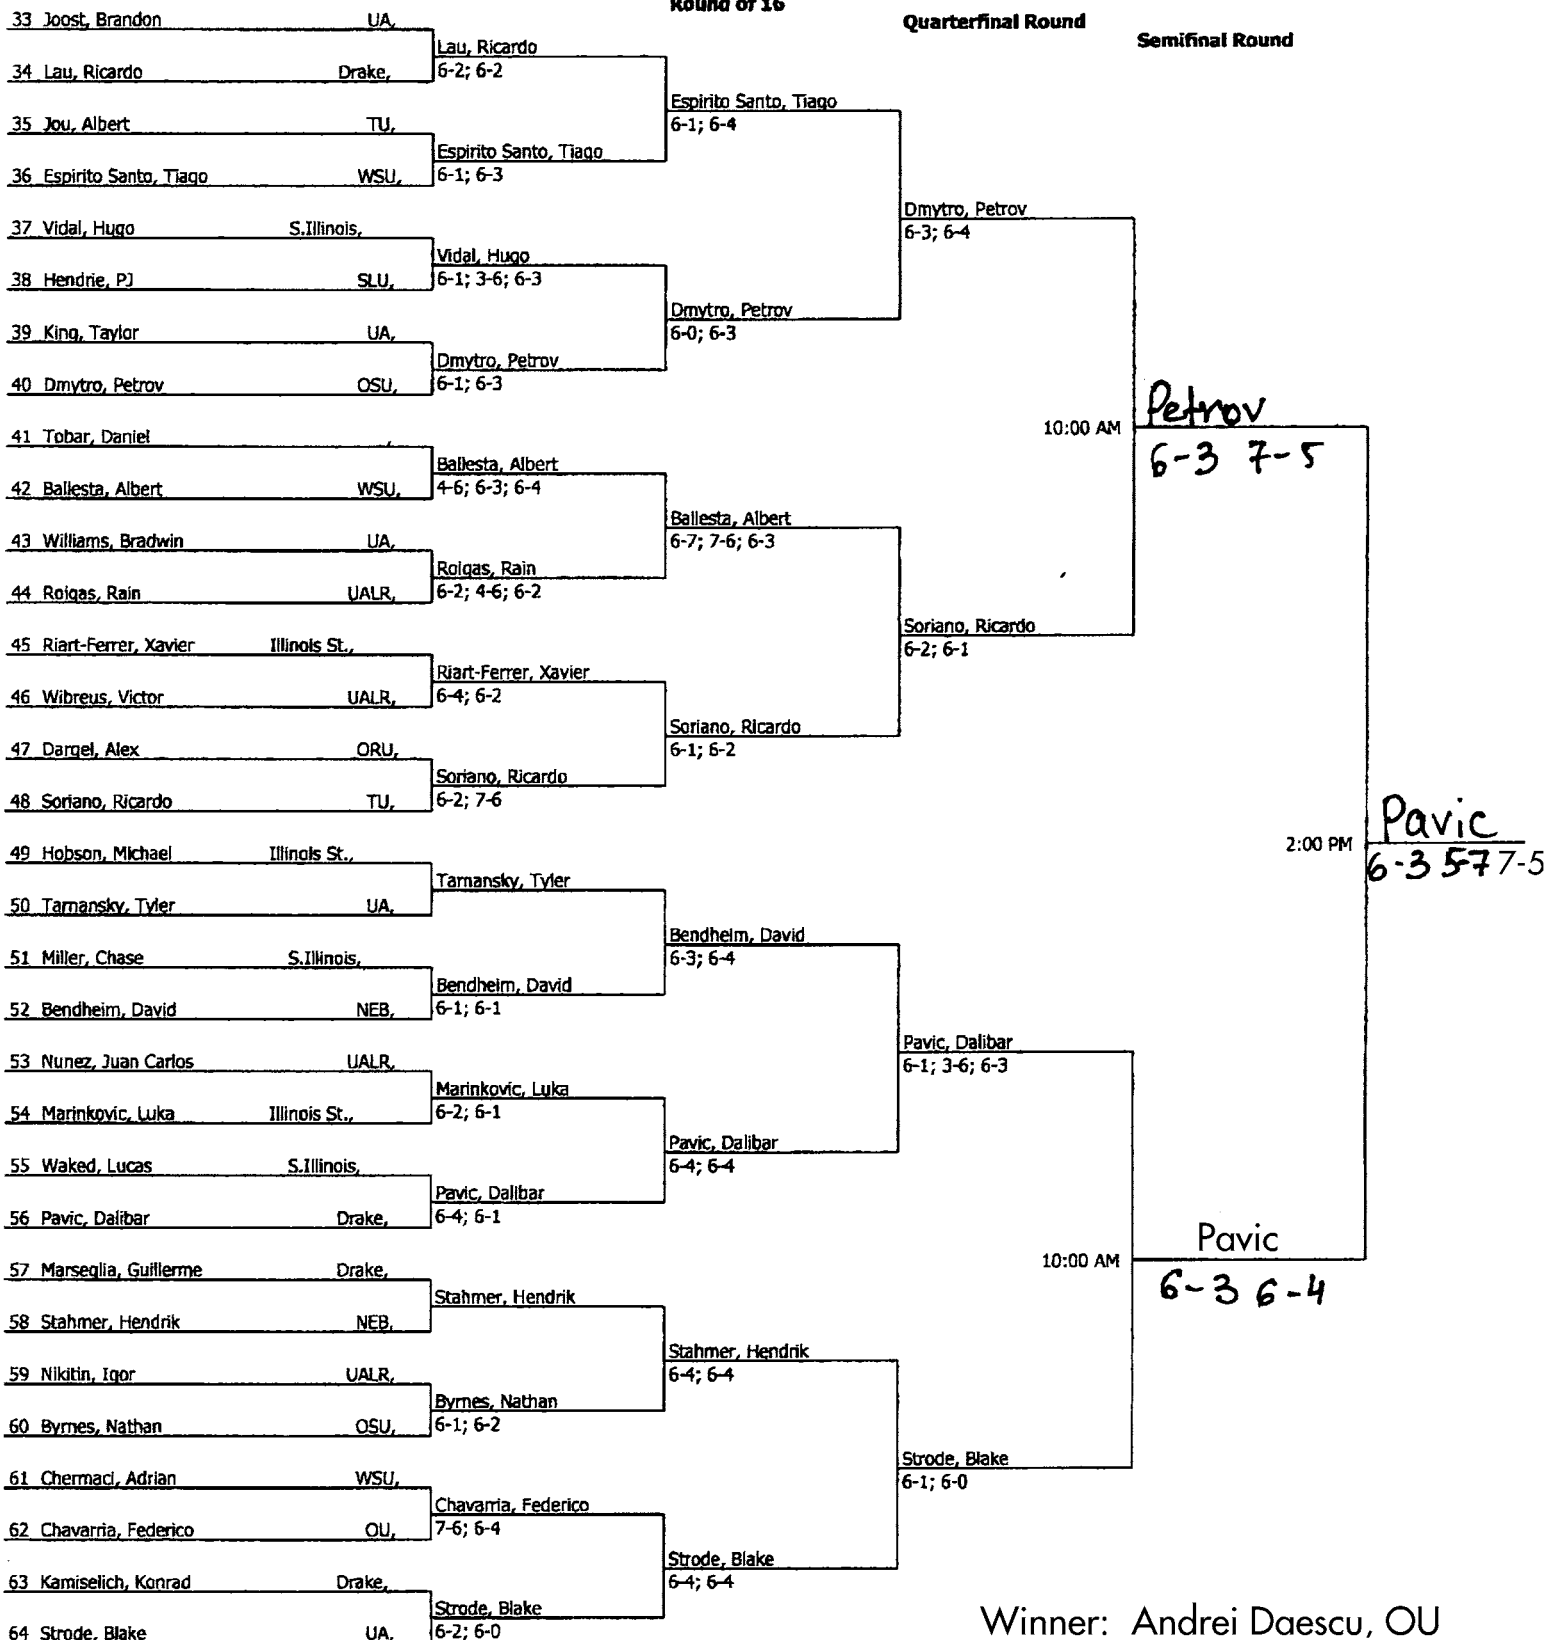 Round of 16
Quarterfinal Round
Semifinal Round
33 Joost, Brandon UA,
Lau, Ricardo
6-2; 6-2
34 Lau, Ricardo Drake,
Espirito Santo, Tiago
6-1; 6-4
35 Jou, Albert TU,
Espirito Santo, Tiago
6-1; 6-3
36 Espirito Santo, Tiago WSU,
Dmytro, Petrov
6-3; 6-4
37 Vidal, Hugo S.Illinois,
Vidal, Hugo
6-1; 3-6; 6-3
38 Hendrie, PJ SLU,
Dmytro, Petrov
6-0; 6-3
39 King, Taylor UA,
Dmytro, Petrov
6-1; 6-3
40 Dmytro, Petrov OSU,
10:00 AM
Petrov
6-3 7-5
41 Tobar, Daniel ,
Ballesta, Albert
4-6; 6-3; 6-4
42 Ballesta, Albert WSU,
Ballesta, Albert
6-7; 7-6; 6-3
43 Williams, Bradwin UA,
Roigas, Rain
6-2; 4-6; 6-2
44 Roigas, Rain UALR,
Soriano, Ricardo
6-2; 6-1
45 Riart-Ferrer, Xavier Illinois St.,
Riart-Ferrer, Xavier
6-4; 6-2
46 Wibreus, Victor UALR,
Soriano, Ricardo
6-1; 6-2
47 Dargel, Alex ORU,
Soriano, Ricardo
6-2; 7-6
48 Soriano, Ricardo TU,
2:00 PM
Pavic
6-3 5-7 7-5
49 Hobson, Michael Illinois St.,
Tarnansky, Tyler
50 Tarnansky, Tyler UA,
Bendheim, David
6-3; 6-4
51 Miller, Chase S.Illinois,
Bendheim, David
6-1; 6-1
52 Bendheim, David NEB,
Pavic, Dalibar
6-1; 3-6; 6-3
53 Nunez, Juan Carlos UALR,
Marinkovic, Luka
6-2; 6-1
54 Marinkovic, Luka Illinois St.,
Pavic, Dalibar
6-4; 6-4
55 Waked, Lucas S.Illinois,
Pavic, Dalibar
6-4; 6-1
56 Pavic, Dalibar Drake,
10:00 AM
Pavic
6-3 6-4
57 Marseglia, Guillerme Drake,
Stahmer, Hendrik
58 Stahmer, Hendrik NEB,
Stahmer, Hendrik
6-4; 6-4
59 Nikitin, Igor UALR,
Byrnes, Nathan
6-1; 6-2
60 Byrnes, Nathan OSU,
Strode, Blake
6-1; 6-0
61 Chermaci, Adrian WSU,
Chavarria, Federico
7-6; 6-4
62 Chavarria, Federico OU,
Strode, Blake
6-4; 6-4
63 Kamiselich, Konrad Drake,
Strode, Blake
6-2; 6-0
64 Strode, Blake UA,
Winner: Andrei Daescu, OU